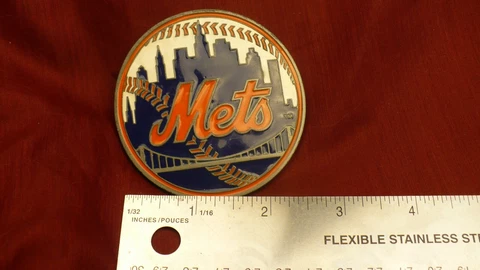 Mets
1 2 3 4
1/32 1/16
INCHES/POUCES
FLEXIBLE STAINLESS ST